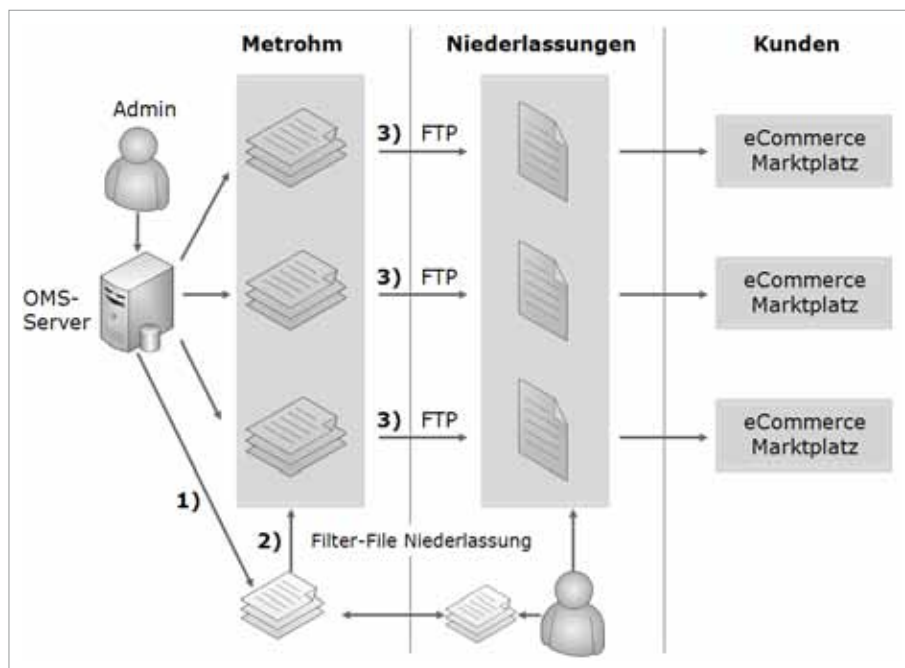 Metrohm
Niederlassungen
Kunden
Admin
OMS-
Server
3) FTP
eCommerce
Marktplatz
3) FTP
eCommerce
Marktplatz
3) FTP
eCommerce
Marktplatz
1)
2) Filter-File Niederlassung